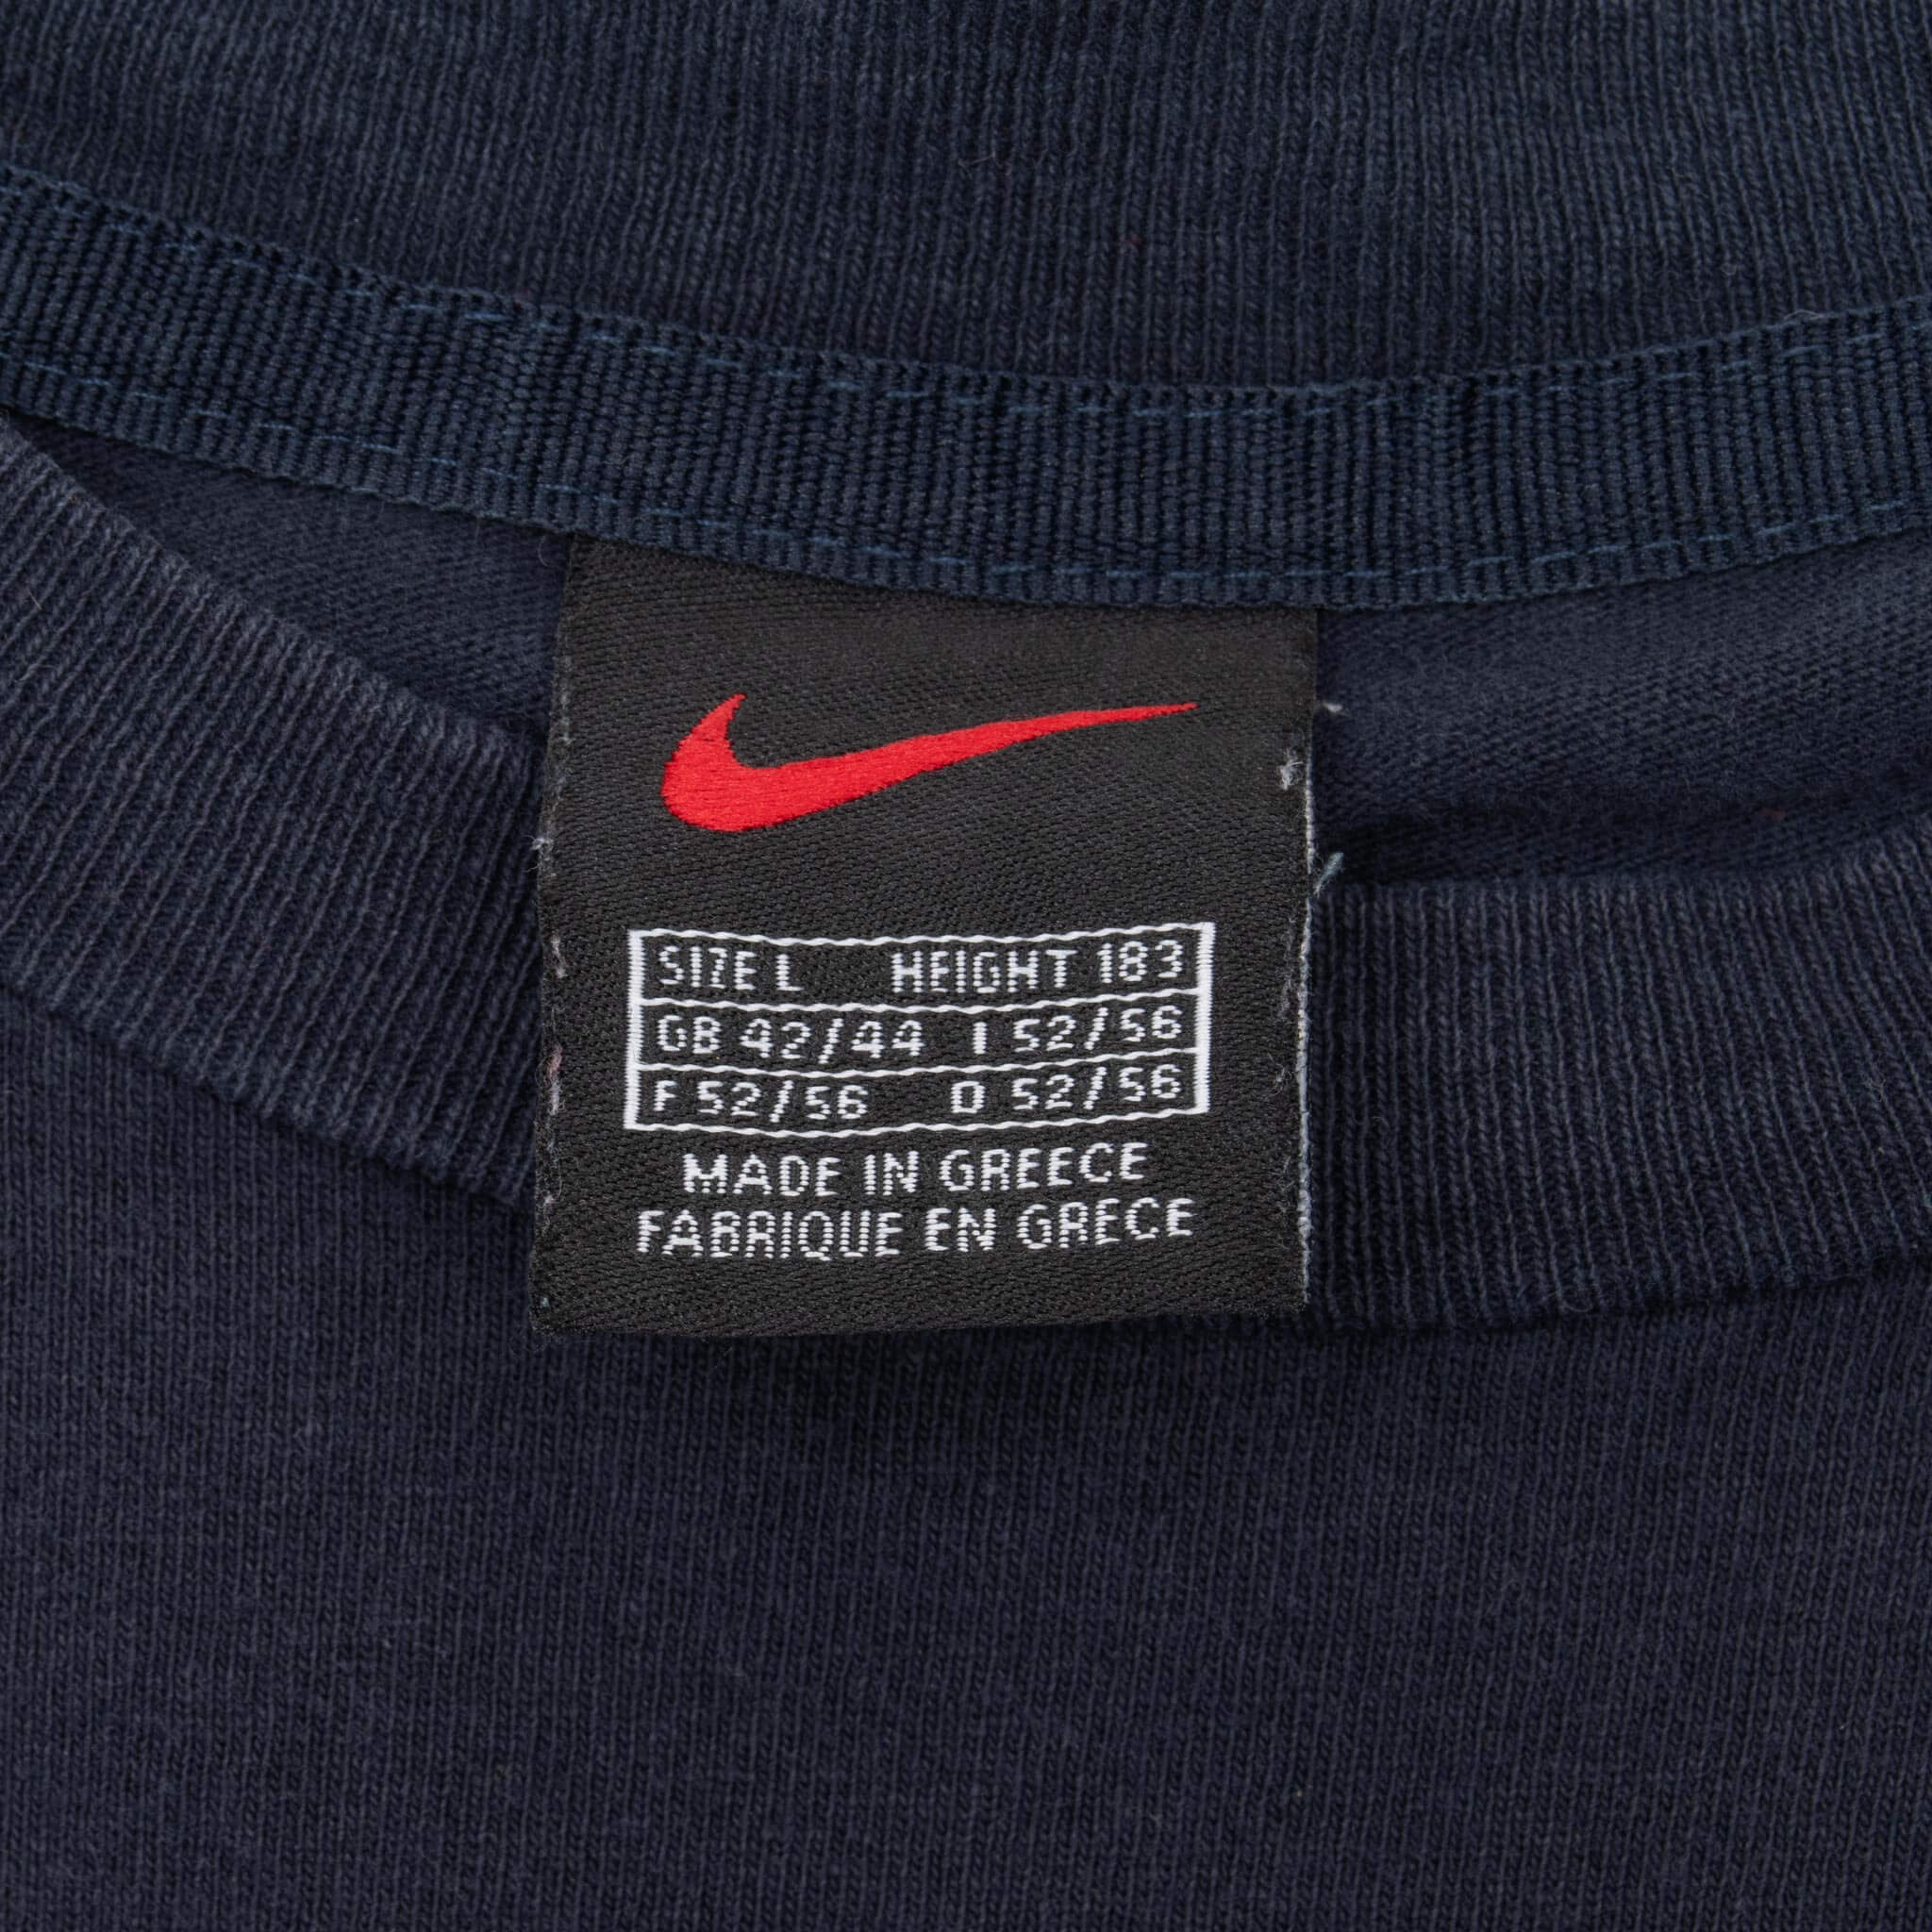 SIZE L HEIGHT 183
GB 42/44 I 52/56
F 52/56 D 52/56
MADE IN GREECE
FABRIQUE EN GRECE